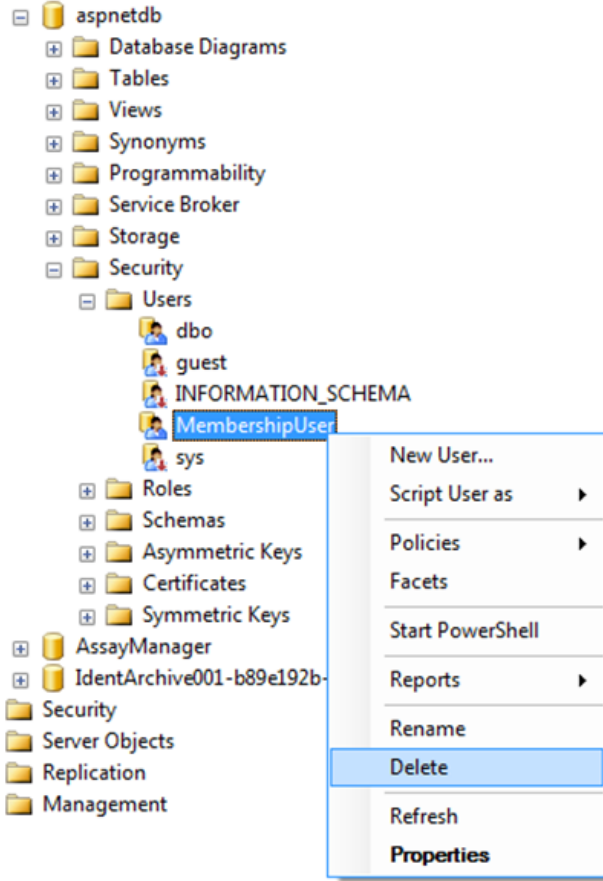 aspnetdb
Database Diagrams
Tables
Views
Synonyms
Programmability
Service Broker
Storage
Security
Users
dbo
guest
INFORMATION_SCHEMA
MembershipUser
sys
Roles
Schemas
Asymmetric Keys
Certificates
Symmetric Keys
AssayManager
IdentArchive001-b89e192b-
Security
Server Objects
Replication
Management
New User...
Script User as
Policies
Facets
Start PowerShell
Reports
Rename
Delete
Refresh
Properties